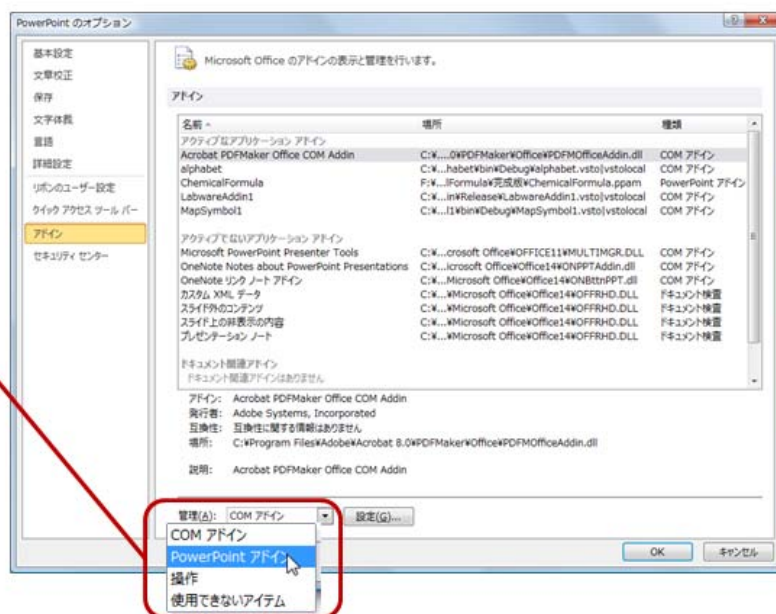 PowerPoint のオプション
基本設定
文章校正
保存
文字体裁
言語
詳細設定
リボンのユーザー設定
クイック アクセス ツール バー
アドイン
セキュリティ センター
Microsoft Office のアドインの表示と管理を行います。
アドイン
名前 場所 種類
アクティブなアプリケーション アドイン
Acrobat PDFMaker Office COM Addin C:¥....0¥PDFMaker¥Office¥PDFMOfficeAddin.dll COM アドイン
alphabet C:¥...habet¥bin¥Debug¥alphabet.vsto|vstolocal COM アドイン
ChemicalFormula F:¥...lFormula¥完成版¥ChemicalFormula.ppam PowerPoint アドイン
LabwareAddin1 C:¥...in¥Release¥LabwareAddin1.vsto|vstolocal COM アドイン
MapSymbol1 C:¥...l1¥bin¥Debug¥MapSymbol1.vsto|vstolocal COM アドイン
アクティブでないアプリケーション アドイン
Microsoft PowerPoint Presenter Tools C:¥...crosoft Office¥OFFICE11¥MULTIMGR.DLL COM アドイン
OneNote Notes about PowerPoint Presentations C:¥...icrosoft Office¥Office14¥ONPPTAddin.dll COM アドイン
OneNote リンク ノート アドイン C:¥...Microsoft Office¥Office14¥ONBttnPPT.dll COM アドイン
カスタム XML データ C:¥...¥Microsoft Office¥Office14¥OFFRHD.DLL ドキュメント検査
スライド外のコンテンツ C:¥...¥Microsoft Office¥Office14¥OFFRHD.DLL ドキュメント検査
スライド上の非表示の内容 C:¥...¥Microsoft Office¥Office14¥OFFRHD.DLL ドキュメント検査
プレゼンテーション ノート C:¥...¥Microsoft Office¥Office14¥OFFRHD.DLL ドキュメント検査
ドキュメント関連アドイン
ドキュメント関連アドインはありません
アドイン: Acrobat PDFMaker Office COM Addin
発行者: Adobe Systems, Incorporated
互換性: 互換性に関する情報はありません
場所: C:¥Program Files¥Adobe¥Acrobat 8.0¥PDFMaker¥Office¥PDFMOfficeAddin.dll
説明: Acrobat PDFMaker Office COM Addin
管理(A): COM アドイン 設定(G)...
COM アドイン
PowerPoint アドイン
操作
使用できないアイテム
OK キャンセル